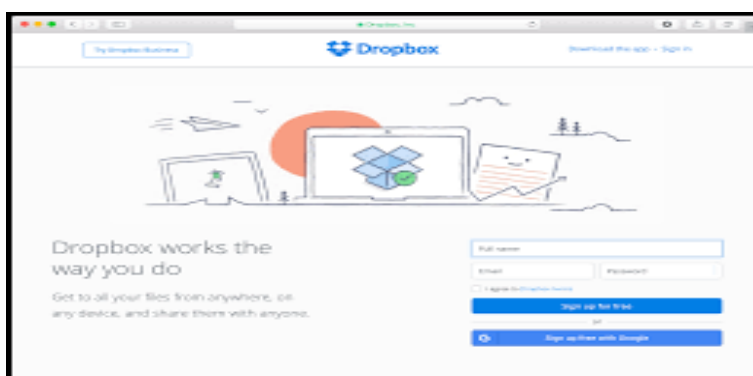 Dropbox, Inc.
Try Dropbox Business
Dropbox
Download the app
Sign in
Dropbox works the
way you do
Get to all your files from anywhere, on
any device, and share them with anyone.
Full name
Email
Password
I agree to Dropbox terms
Sign up for free
or
G
Sign up free with Google